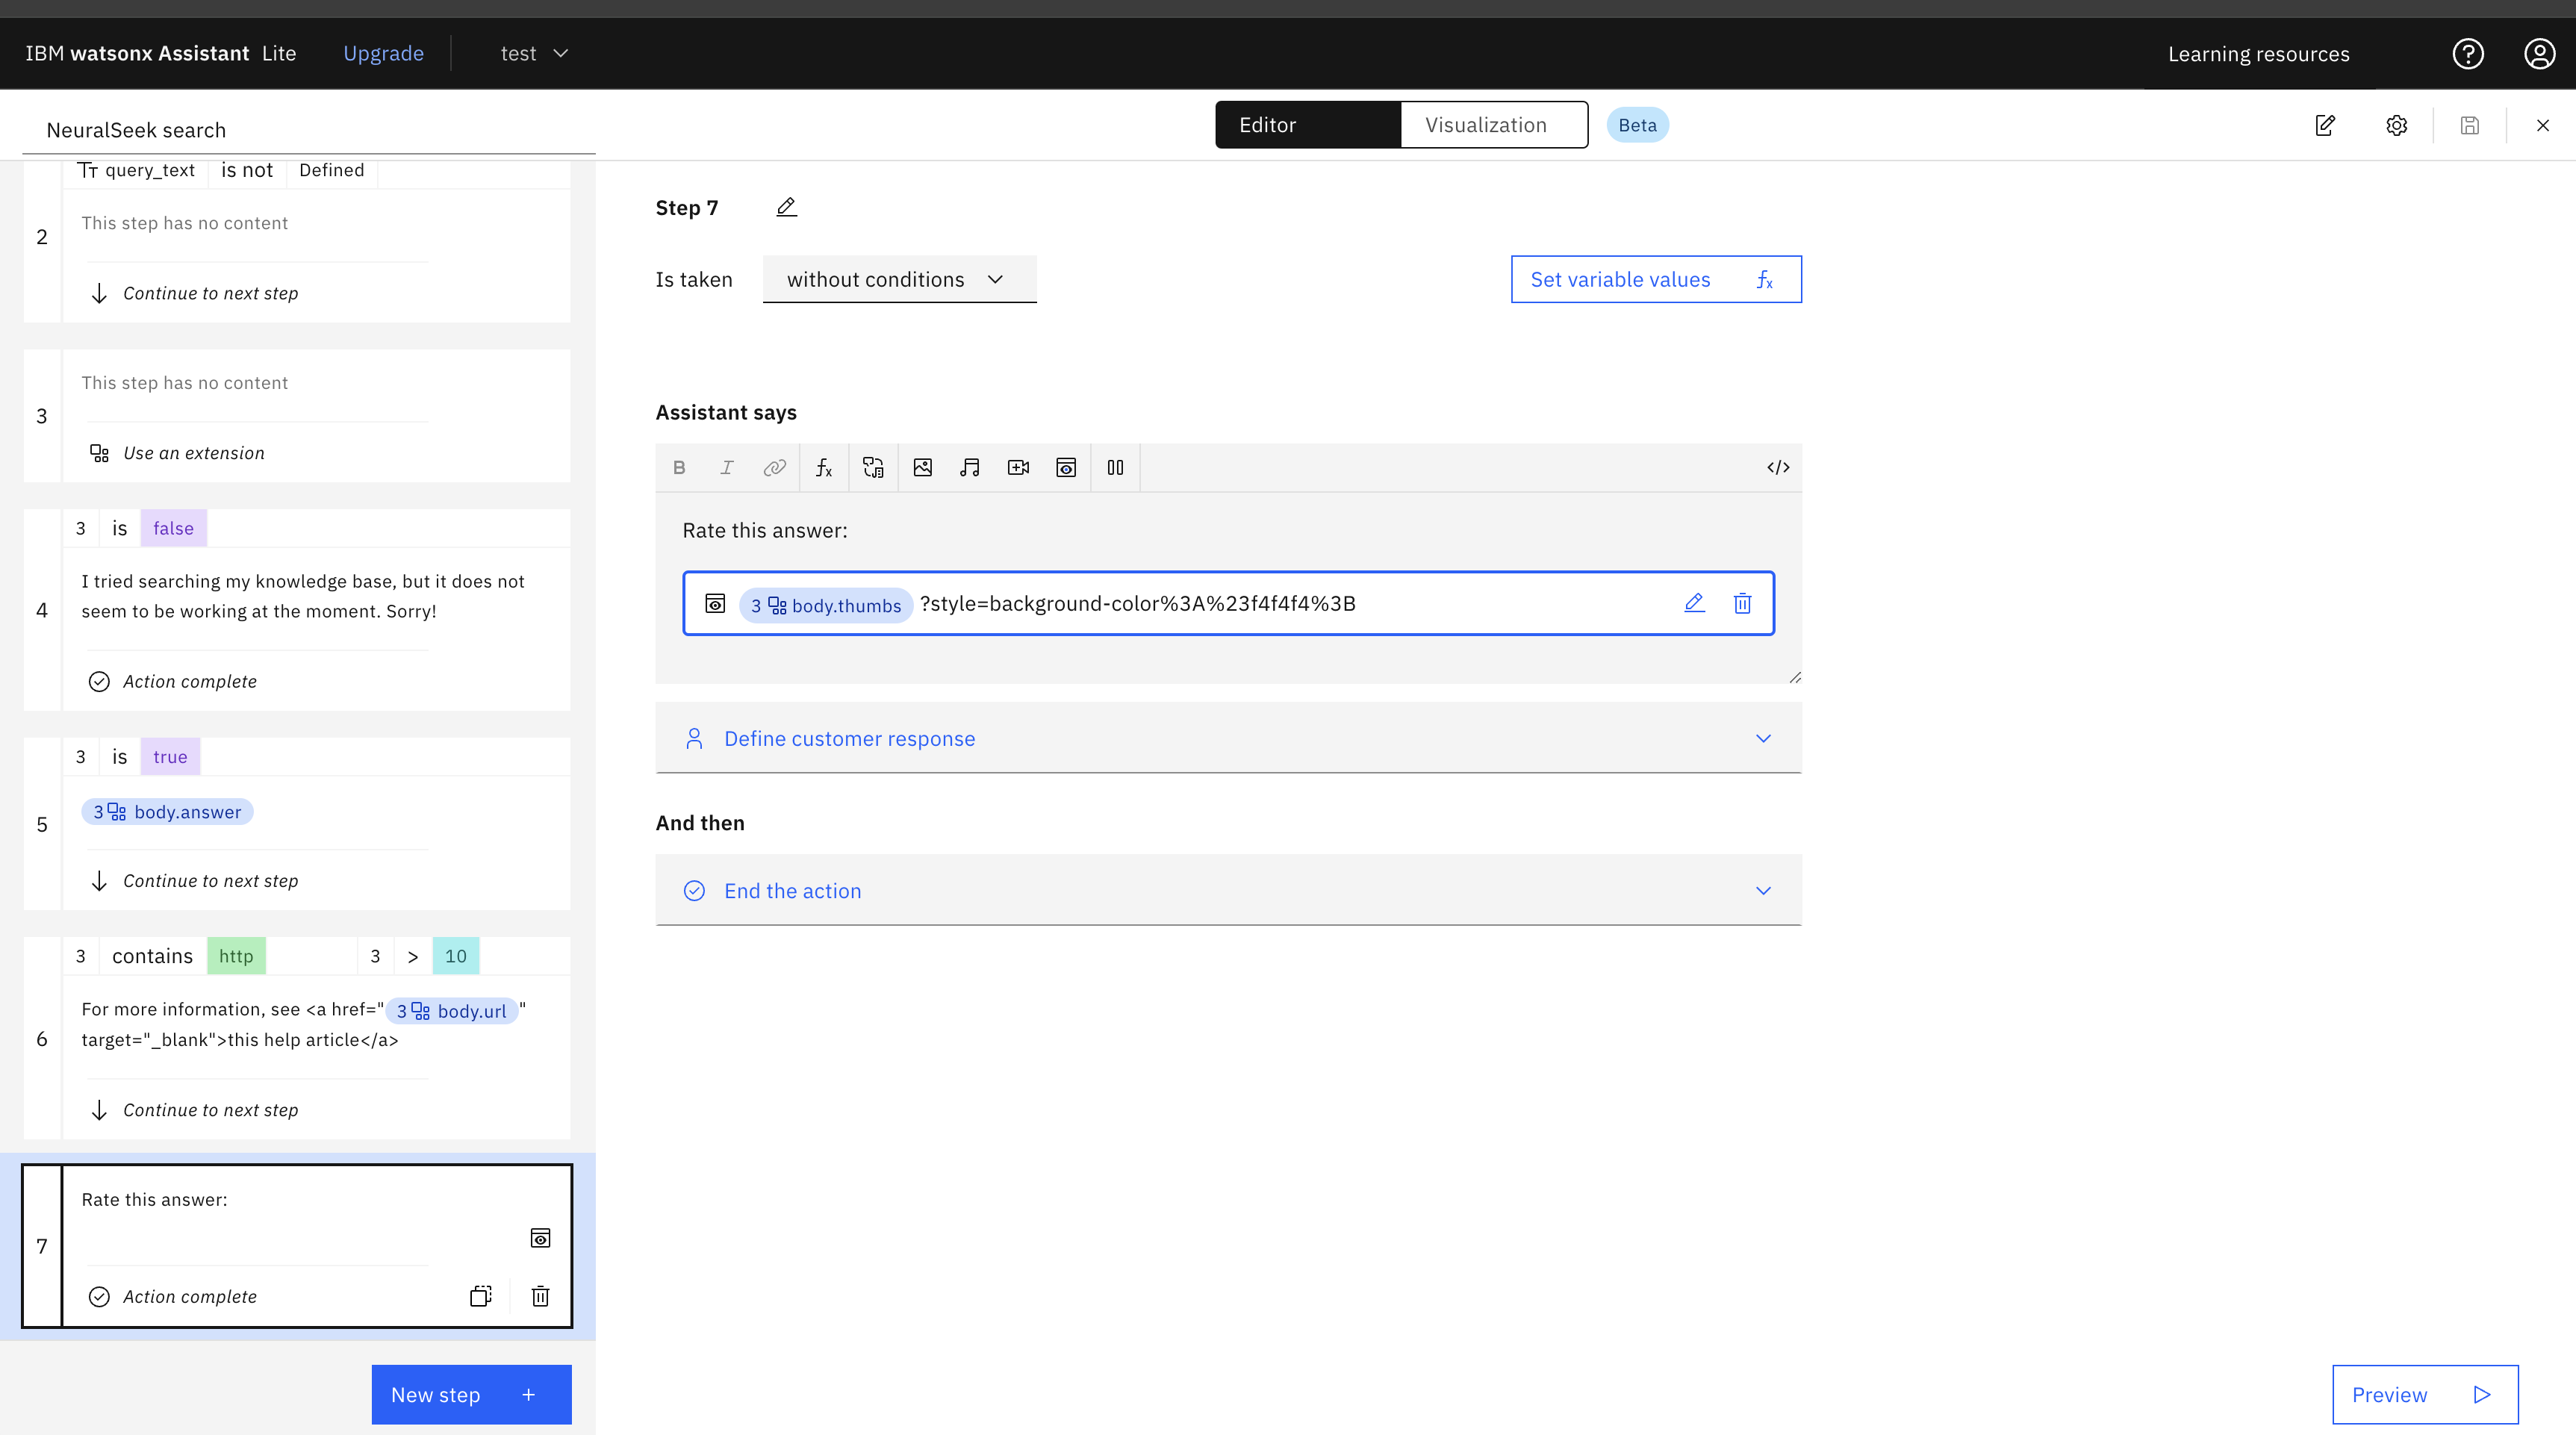 IBM watsonx Assistant Lite Upgrade test Learning resources
NeuralSeek search Editor Visualization Beta
query_text is not Defined
2
This step has no content
Continue to next step
3
This step has no content
Use an extension
4
3 is false
I tried searching my knowledge base, but it does not
seem to be working at the moment. Sorry!
Action complete
5
3 is true
3 body.answer
Continue to next step
6
3 contains http 3 > 10
For more information, see <a href=" 3 body.url "
target="_blank">this help article</a>
Continue to next step
7
Rate this answer:
Action complete
New step +
Step 7
Is taken without conditions Set variable values fx
Assistant says
B I fx </>
Rate this answer:
3 body.thumbs ?style=background-color%3A%23f4f4f4%3B
Define customer response
And then
End the action
Preview